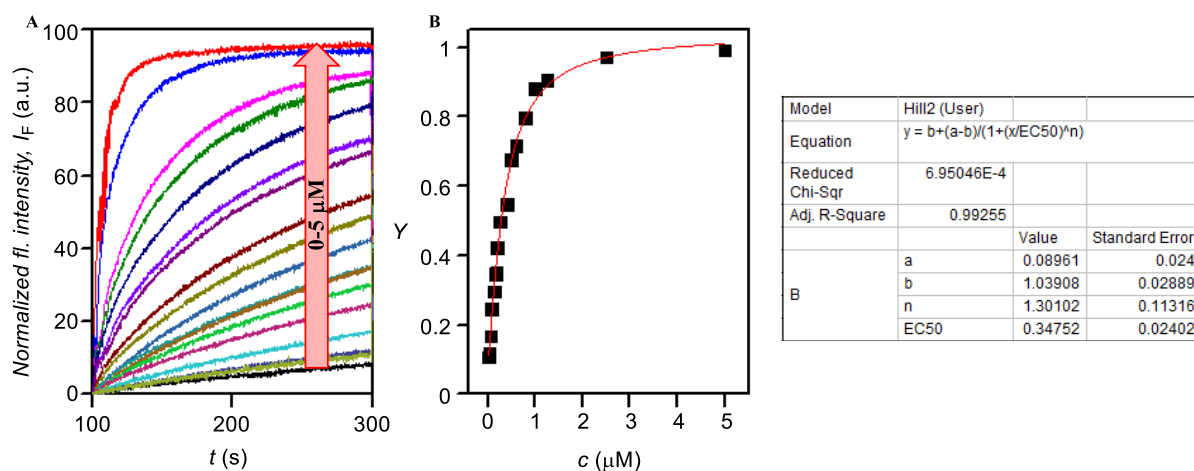 A
Normalized fl. intensity, IF (a.u.)
100
80
60
40
20
0
0-5 μM
100
200
300
t (s)
B
Y
1
0.8
0.6
0.4
0.2
0
0
1
2
3
4
5
c (μM)
Model Hill2 (User)
Equation y = b+(a-b)/(1+(x/EC50)^n)
Reduced Chi-Sqr 6.95046E-4
Adj. R-Square 0.99255
Value Standard Error
B
a 0.08961 0.024
b 1.03908 0.02889
n 1.30102 0.11316
EC50 0.34752 0.02402